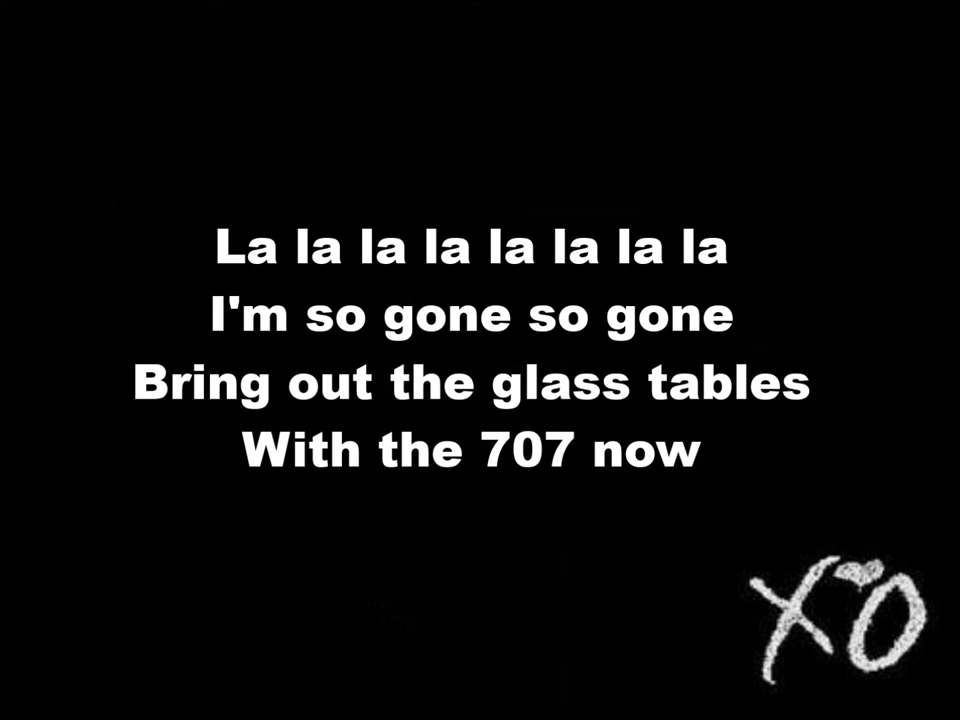 La la la la la la la la
I'm so gone so gone
Bring out the glass tables
With the 707 now
XO